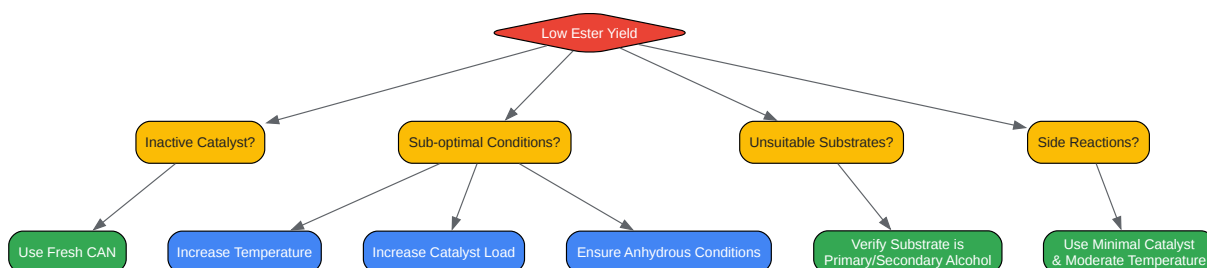 Low Ester Yield
Inactive Catalyst?
Sub-optimal Conditions?
Unsuitable Substrates?
Side Reactions?
Use Fresh CAN
Increase Temperature
Increase Catalyst Load
Ensure Anhydrous Conditions
Verify Substrate is
Primary/Secondary Alcohol
Use Minimal Catalyst
& Moderate Temperature